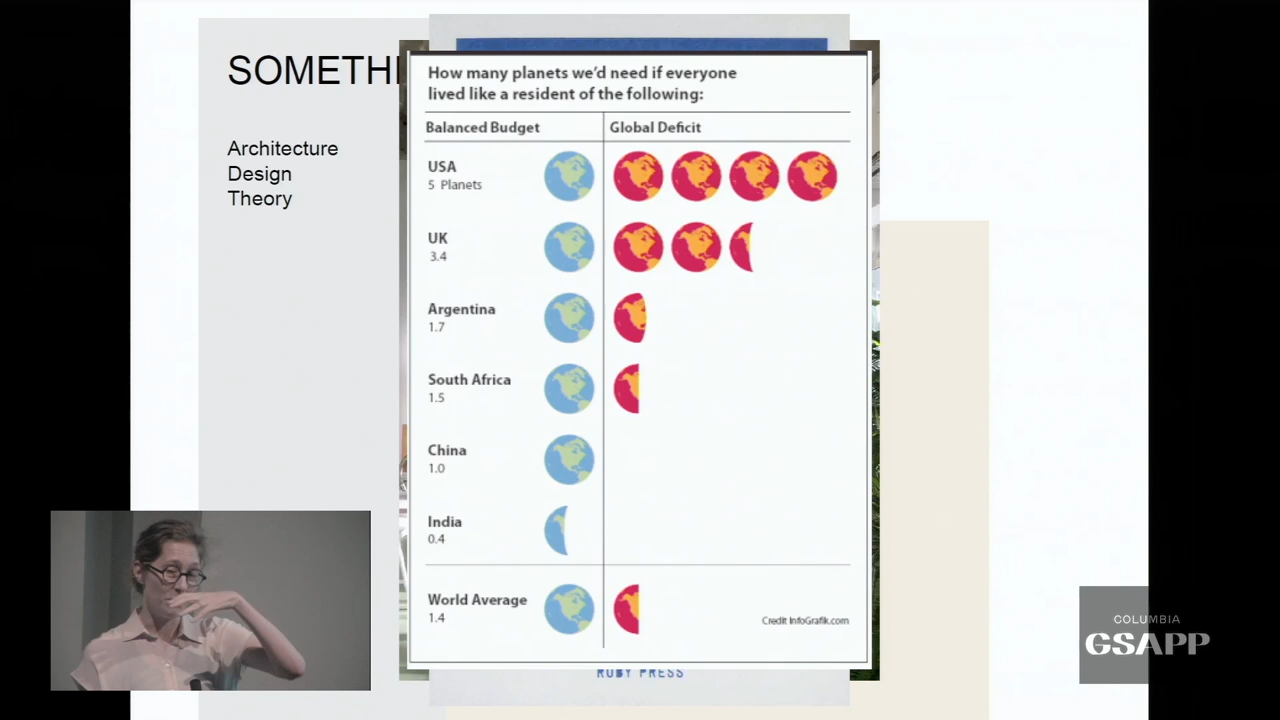 SOMETHI
Architecture
Design
Theory
How many planets we'd need if everyone
lived like a resident of the following:
Balanced Budget
Global Deficit
USA
5 Planets
UK
3.4
Argentina
1.7
South Africa
1.5
China
1.0
India
0.4
World Average
1.4
Credit InfoGrafik.com
RUBY PRESS
COLUMBIA
GSAPP